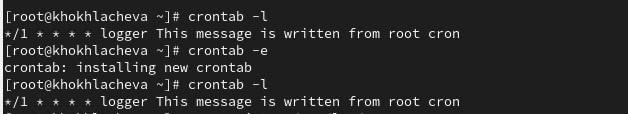 [root@khokhlacheva ~]# crontab -l
*/1 * * * * logger This message is written from root cron
[root@khokhlacheva ~]# crontab -e
crontab: installing new crontab
[root@khokhlacheva ~]# crontab -l
*/1 * * * * logger This message is written from root cron